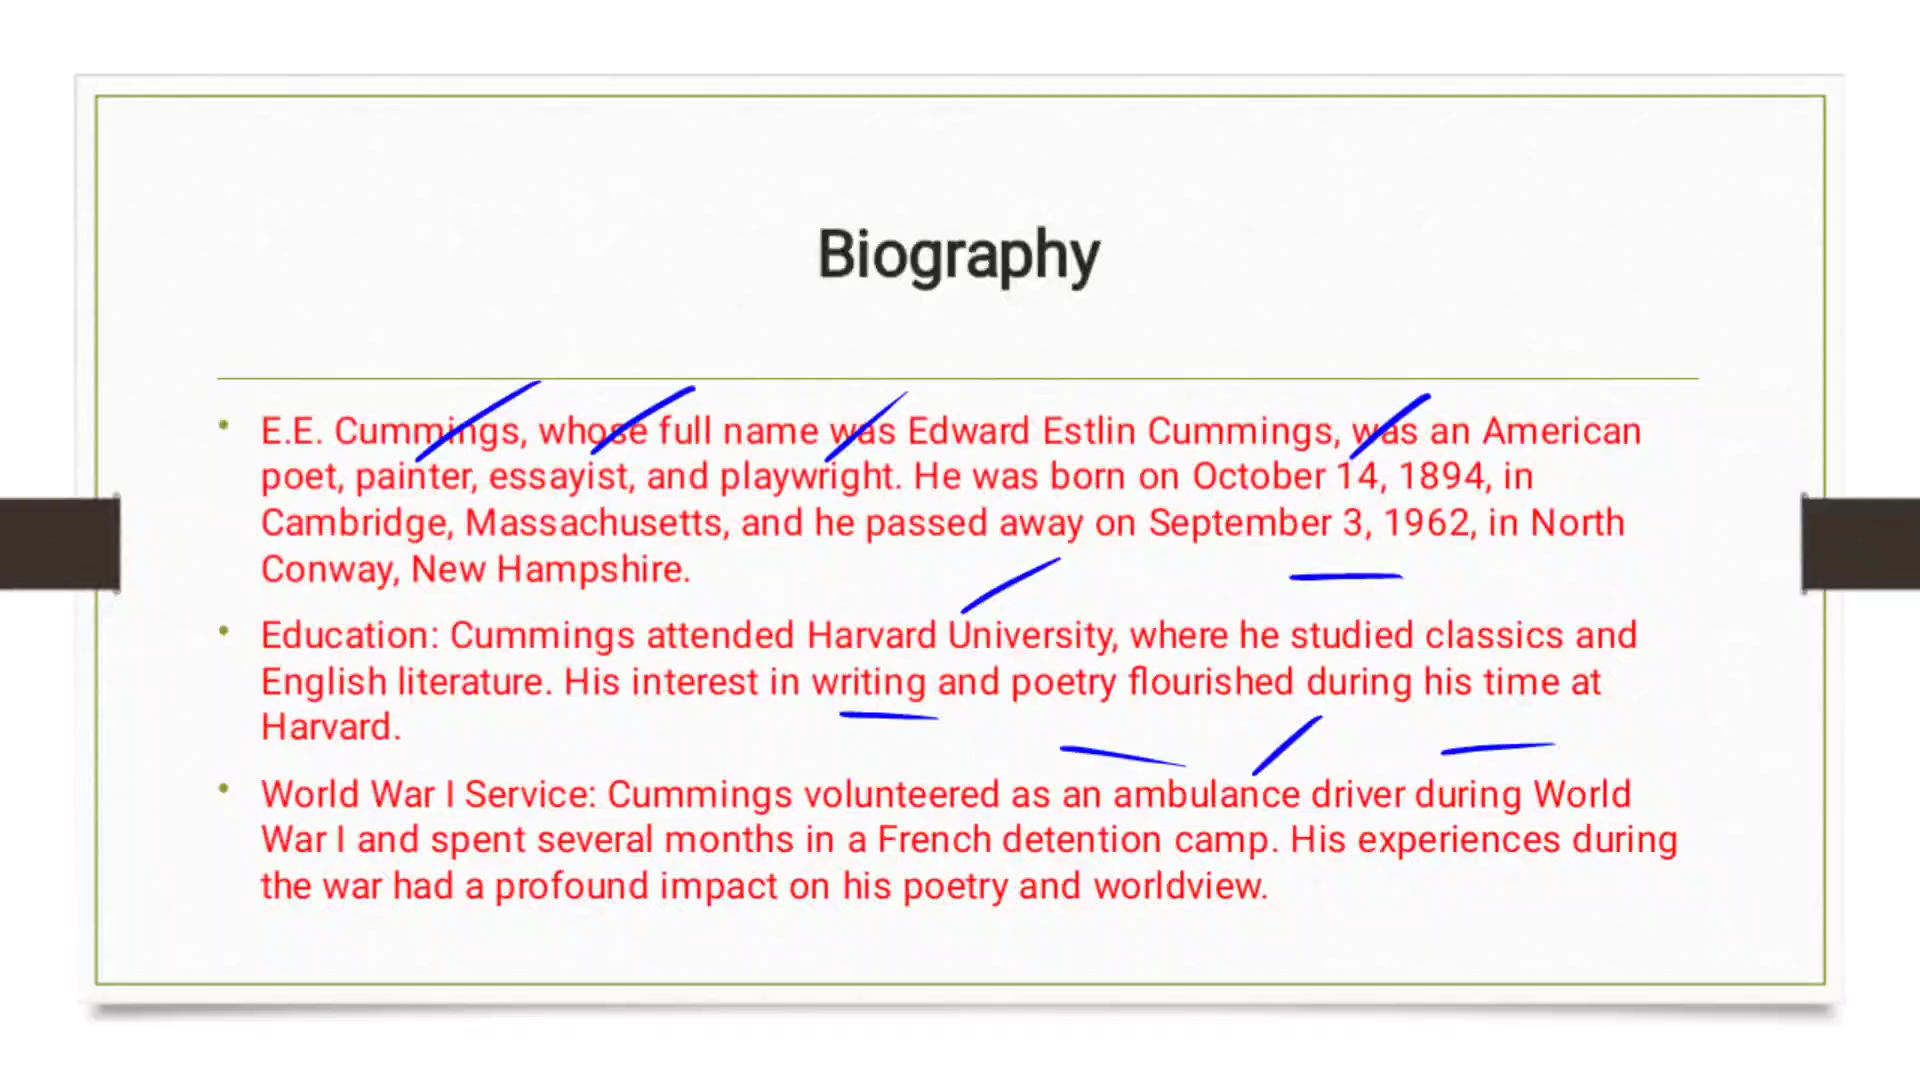 Biography
• E.E. Cummings, whose full name was Edward Estlin Cummings, was an American
poet, painter, essayist, and playwright. He was born on October 14, 1894, in
Cambridge, Massachusetts, and he passed away on September 3, 1962, in North
Conway, New Hampshire.
• Education: Cummings attended Harvard University, where he studied classics and
English literature. His interest in writing and poetry flourished during his time at
Harvard.
• World War I Service: Cummings volunteered as an ambulance driver during World
War I and spent several months in a French detention camp. His experiences during
the war had a profound impact on his poetry and worldview.